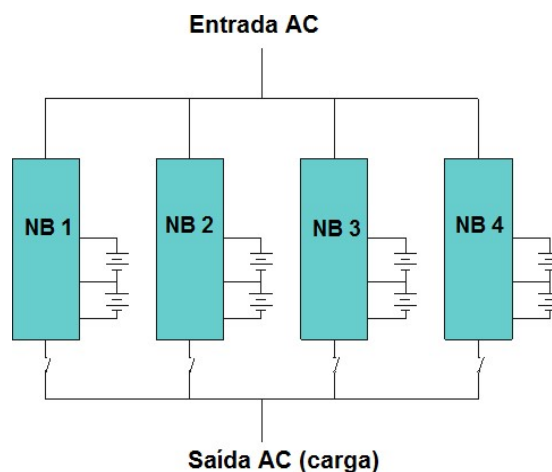 Entrada AC
NB 1
NB 2
NB 3
NB 4
Saída AC (carga)